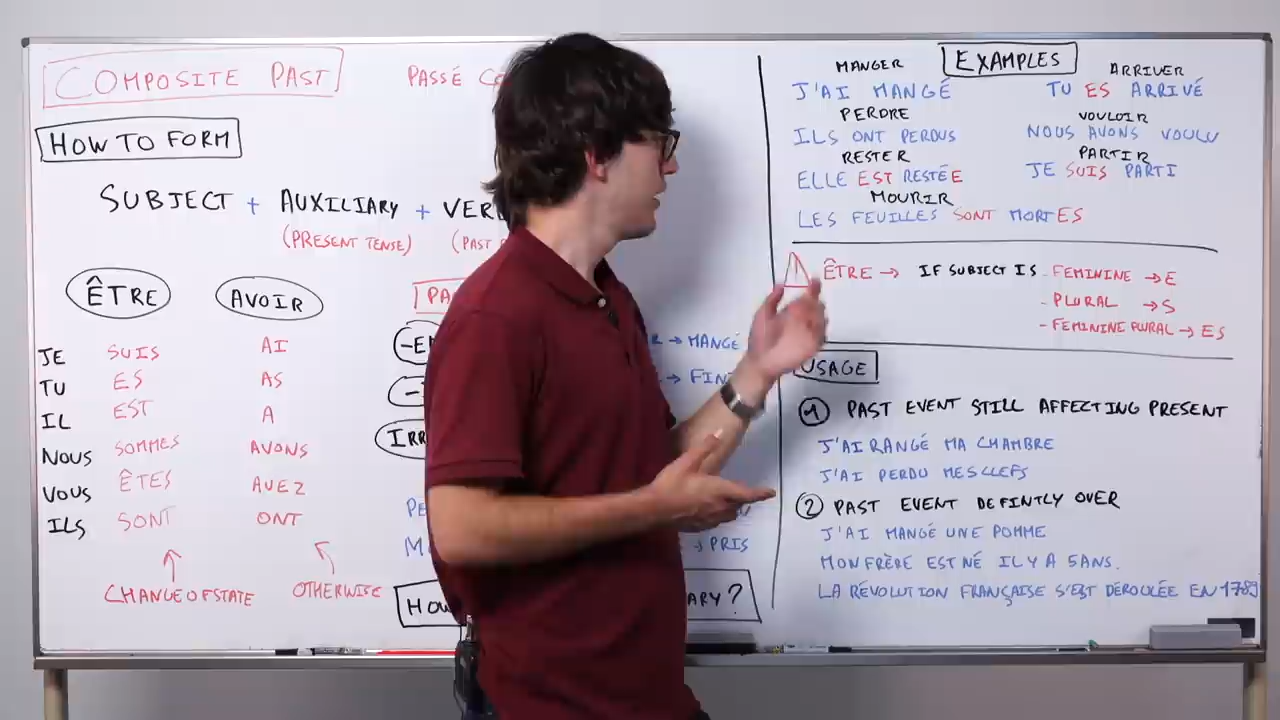 COMPOSITE PAST PASSÉ
HOW TO FORM
SUBJECT + AUXILIARY +
(PRESENT TENSE) (PAST
ÊTRE AVOIR
JE SUIS AI
TU ES AS
IL EST A
NOUS SOMMES AVONS
VOUS ÊTES AVEZ
ILS SONT ONT
CHANGE OF STATE OTHERWISE
→ MANGÉ
→
→ PRIS
EXAMPLES
MANGER ARRIVER
J'AI MANGÉ TU ES ARRIVÉ
PERDRE VOULOIR
ILS ONT PERDUS NOUS AVONS VOULU
RESTER PARTIR
ELLE EST RESTÉE JE SUIS PARTI
MOURIR
LES FEUILLES SONT MORTES
ÊTRE → IF SUBJECT IS - FEMININE → E
- PLURAL → S
- FEMININE PLURAL → ES
USAGE
1 PAST EVENT STILL AFFECTING PRESENT
J'AI RANGÉ MA CHAMBRE
J'AI PERDU MES CLEFS
2 PAST EVENT DEFINTLY OVER
J'AI MANGÉ UNE POMME
MON FRÈRE EST NÉ IL Y A 5 ANS.
LA RÉVOLUTION FRANÇAISE S'EST DÉROULÉE EN 1789